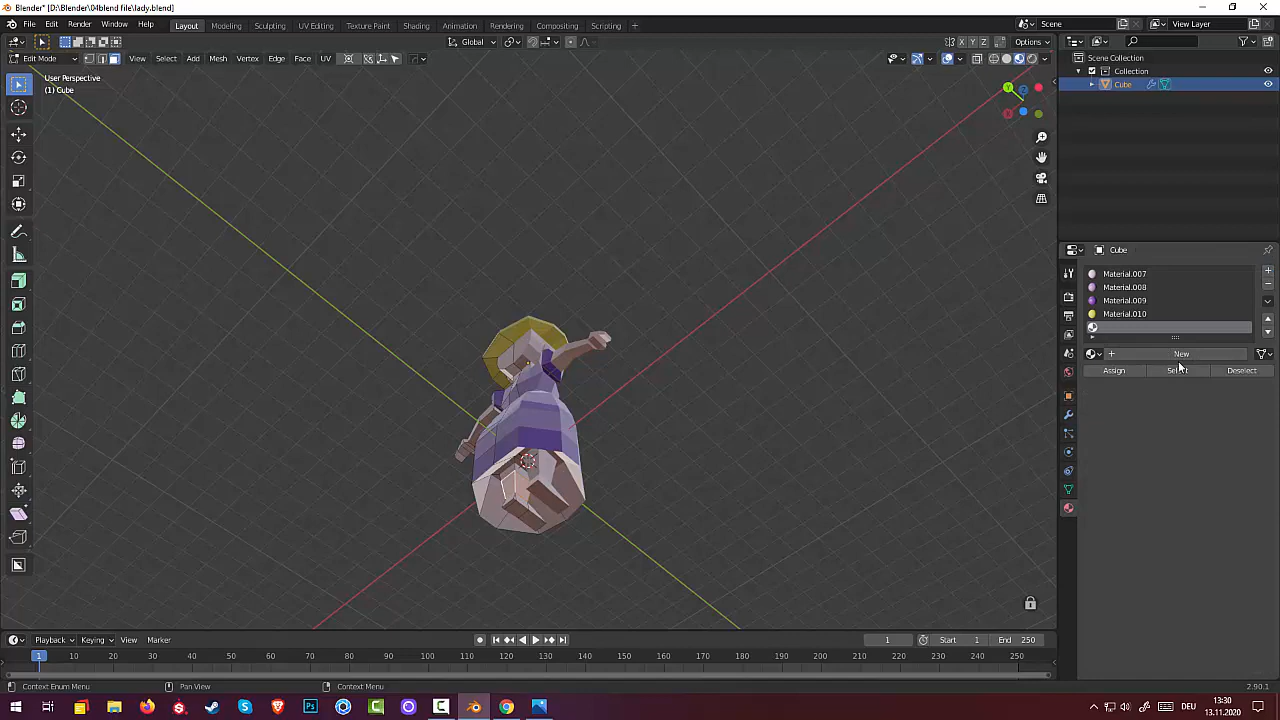 Blender* [D:\Blender\04blend file\lady.blend]
File Edit Render Window Help Layout Modeling Sculpting UV Editing Texture Paint Shading Animation Rendering Compositing Scripting + Scene View Layer
Global X Y Z Options
Edit Mode View Select Add Mesh Vertex Edge Face UV
User Perspective
(1) Cube
Scene Collection
Collection
Cube
Y Z
X
Cube
Material.007
Material.008
Material.009
Material.010
New
Assign Select Deselect
Playback Keying View Marker 1 Start 1 End 250
1 10 20 30 40 50 60 70 80 90 100 110 120 130 140 150 160 170 180 190 200 210 220 230 240 250
Context Enum Menu Pan View Context Menu 2.90.1
DEU 13:30
13.11.2020